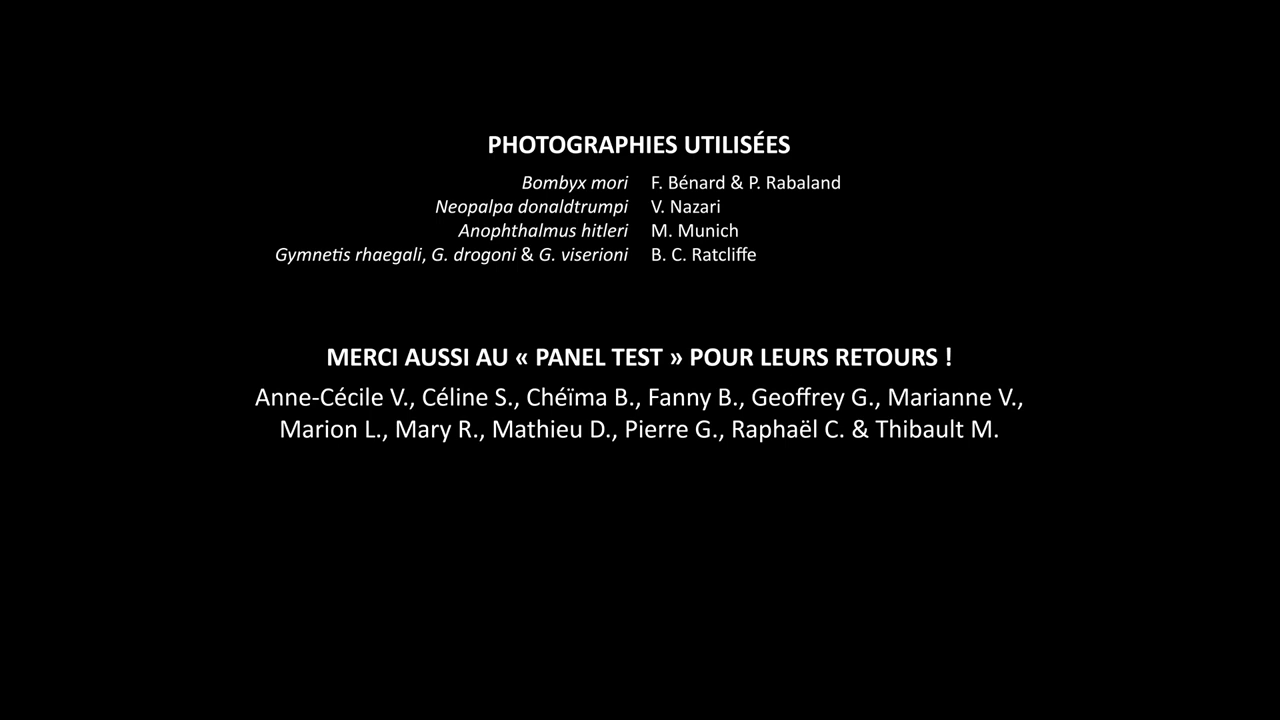 PHOTOGRAPHIES UTILISÉES
Bombyx mori F. Bénard & P. Rabaland
Neopalpa donaldtrumpi V. Nazari
Anophthalmus hitleri M. Munich
Gymnetis rhaegali, G. drogoni & G. viserioni B. C. Ratcliffe
MERCI AUSSI AU « PANEL TEST » POUR LEURS RETOURS !
Anne-Cécile V., Céline S., Chéïma B., Fanny B., Geoffrey G., Marianne V.,
Marion L., Mary R., Mathieu D., Pierre G., Raphaël C. & Thibault M.